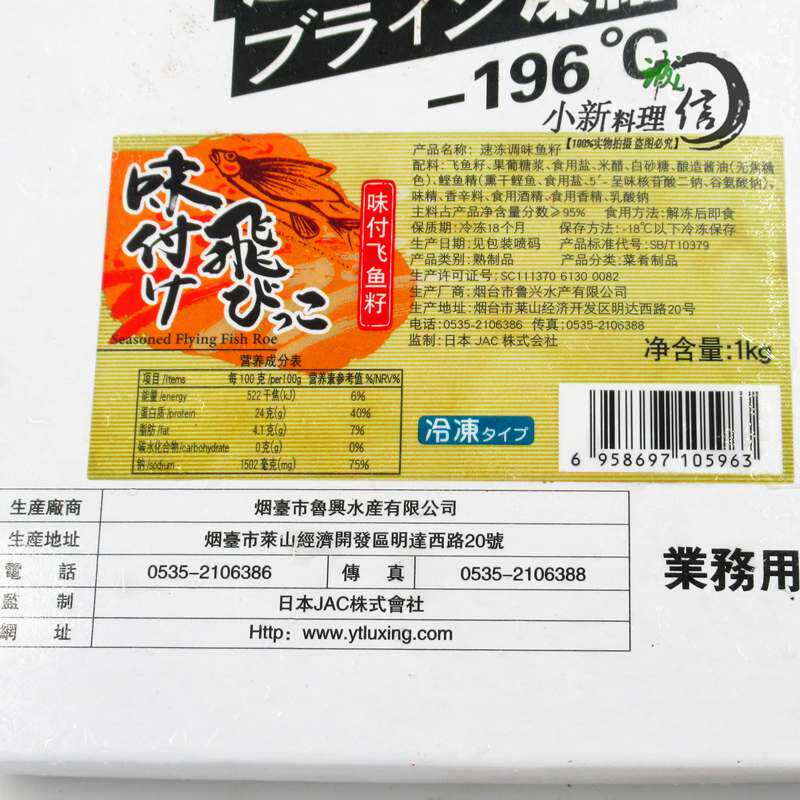 ブライン凍結
-196℃
誠信
小新料理
【100%实物拍摄 盗图必究】
味付け
飛びっこ
Seasoned Flying Fish Roe
味付飞鱼籽
产品名称: 速冻调味鱼籽
配料: 飞鱼籽、果葡糖浆、食用盐、米醋、白砂糖、酿造酱油(无焦糖
色)、鲣鱼精(熏干鲣鱼、食用盐、5'-呈味核苷酸二钠、谷氨酸钠)、
味精、香辛料、食用酒精、食用香精、乳酸钠
主料占产品净含量分数≥95% 食用方法: 解冻后即食
保质期: 冷冻18个月 保存方法: -18℃以下冷冻保存
生产日期: 见包装喷码 产品标准代号: SB/T10379
产品类别: 熟制品 产品分类: 菜肴制品
生产许可证号: SC111370 6130 0082
生产厂商: 烟台市鲁兴水产有限公司
生产地址: 烟台市莱山经济开发区明达西路20号
电话: 0535-2106386 传真: 0535-2106388
监制: 日本 JAC 株式会社
净含量: 1kg
营养成分表
项目 /Items 每 100 克 /per100g 营养素参考值 %/NRV%
能量 /energy 522 千焦(kJ) 6%
蛋白质 /protein 24 克(g) 40%
脂肪 /fat 4.1 克(g) 7%
碳水化合物 /carbohydrate 0 克(g) 0%
钠 /sodium 1502 毫克(mg) 75%
冷凍タイプ
6 958697 105963
生產廠商 烟臺市魯興水產有限公司
生產地址 烟臺市萊山經濟開發區明達西路20號
電話 0535-2106386 傳真 0535-2106388
監制 日本JAC株式會社
網址 Http: www.ytluxing.com
業務用